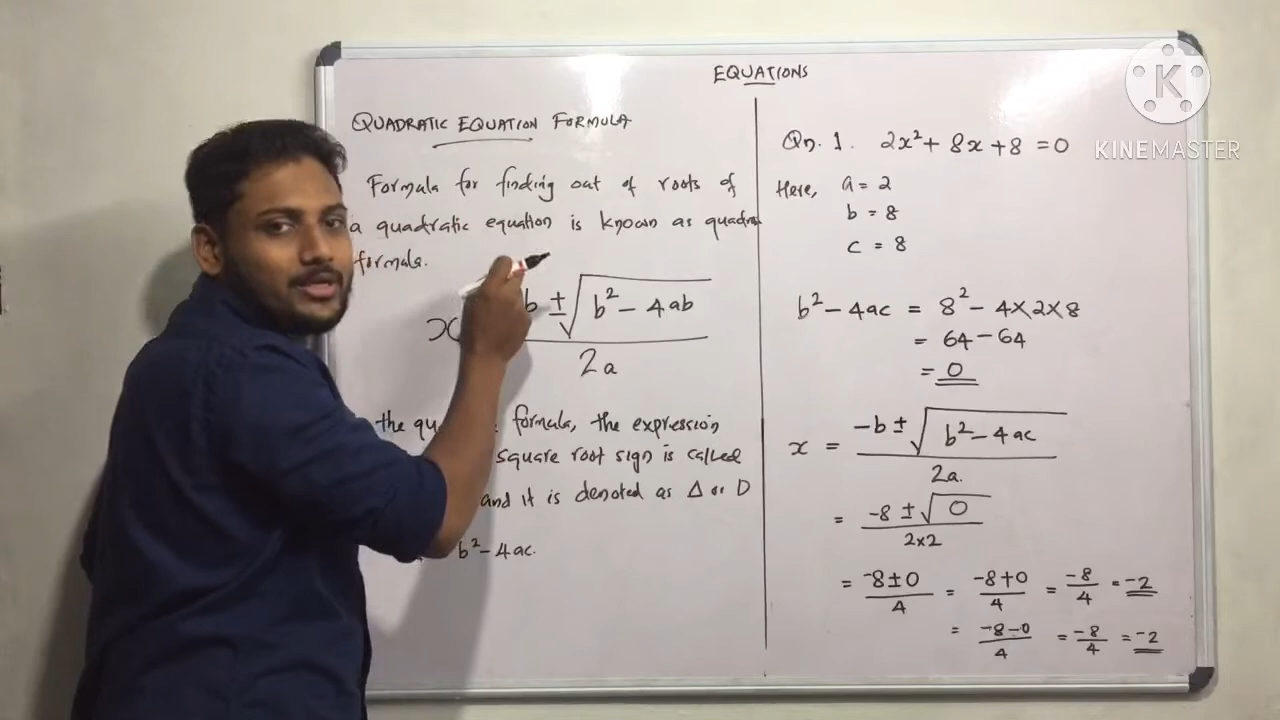 EQUATIONS
QUADRATIC EQUATION FORMULA
Formula for finding out of roots of
a quadratic equation is known as quadra
formula.
x b ± √b² – 4ab
2a
the qu formula, the expression
square root sign is called
and it is denoted as Δ or D
b² – 4ac.
Qn. 1. 2x² + 8x + 8 = 0
Here, a = 2
b = 8
c = 8
b² – 4ac = 8² – 4×2×8
= 64 – 64
= 0
x = -b ± √b² – 4ac
2a.
= -8 ± √0
2×2
= -8 ± 0 / 4 = -8+0 / 4 = -8 / 4 = -2
= -8-0 / 4 = -8 / 4 = -2
K
KINEMASTER